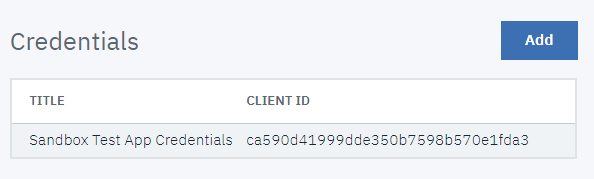 Credentials
Add
TITLE CLIENT ID
Sandbox Test App Credentials ca590d41999dde350b7598b570e1fda3